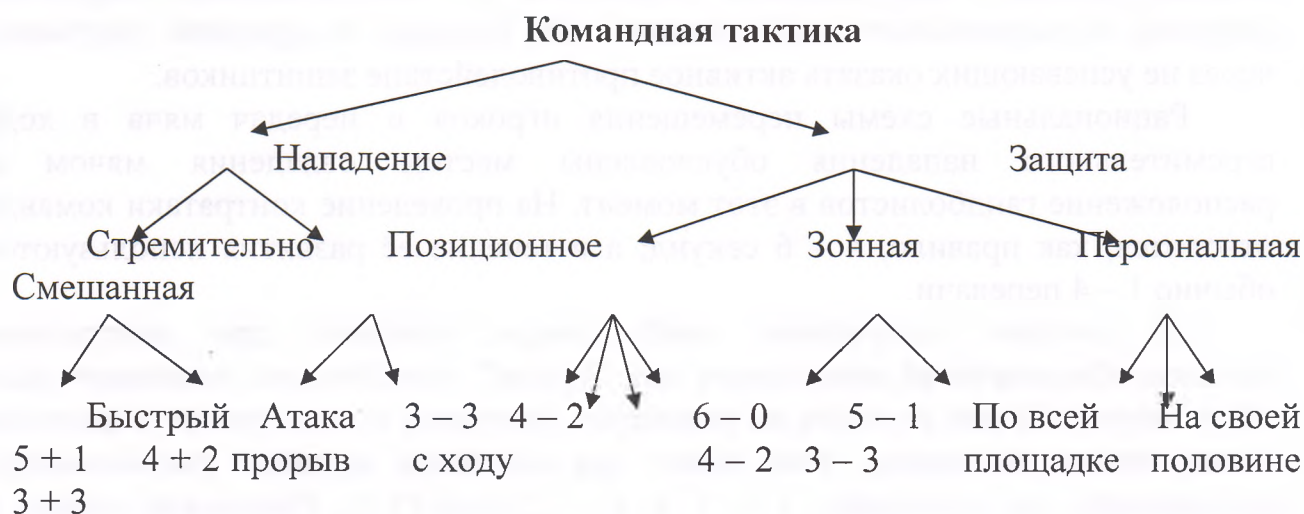 Командная тактика
Нападение Защита
Стремительно Позиционное Зонная Персональная
Смешанная
Быстрый Атака 3 – 3 4 – 2 6 – 0 5 – 1 По всей На своей
5 + 1 4 + 2 прорыв с ходу 4 – 2 3 – 3 площадке половине
3 + 3